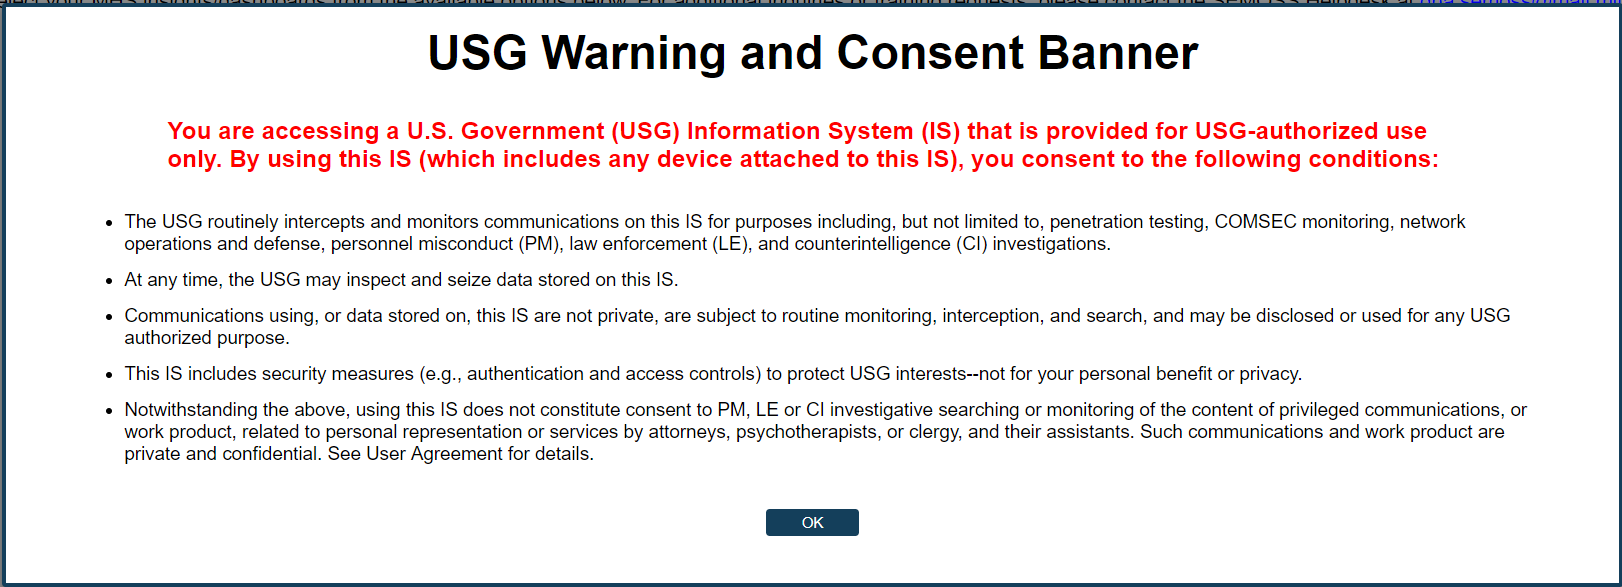 USG Warning and Consent Banner
You are accessing a U.S. Government (USG) Information System (IS) that is provided for USG-authorized use
only. By using this IS (which includes any device attached to this IS), you consent to the following conditions:
• The USG routinely intercepts and monitors communications on this IS for purposes including, but not limited to, penetration testing, COMSEC monitoring, network
operations and defense, personnel misconduct (PM), law enforcement (LE), and counterintelligence (CI) investigations.
• At any time, the USG may inspect and seize data stored on this IS.
• Communications using, or data stored on, this IS are not private, are subject to routine monitoring, interception, and search, and may be disclosed or used for any USG
authorized purpose.
• This IS includes security measures (e.g., authentication and access controls) to protect USG interests--not for your personal benefit or privacy.
• Notwithstanding the above, using this IS does not constitute consent to PM, LE or CI investigative searching or monitoring of the content of privileged communications, or
work product, related to personal representation or services by attorneys, psychotherapists, or clergy, and their assistants. Such communications and work product are
private and confidential. See User Agreement for details.
OK